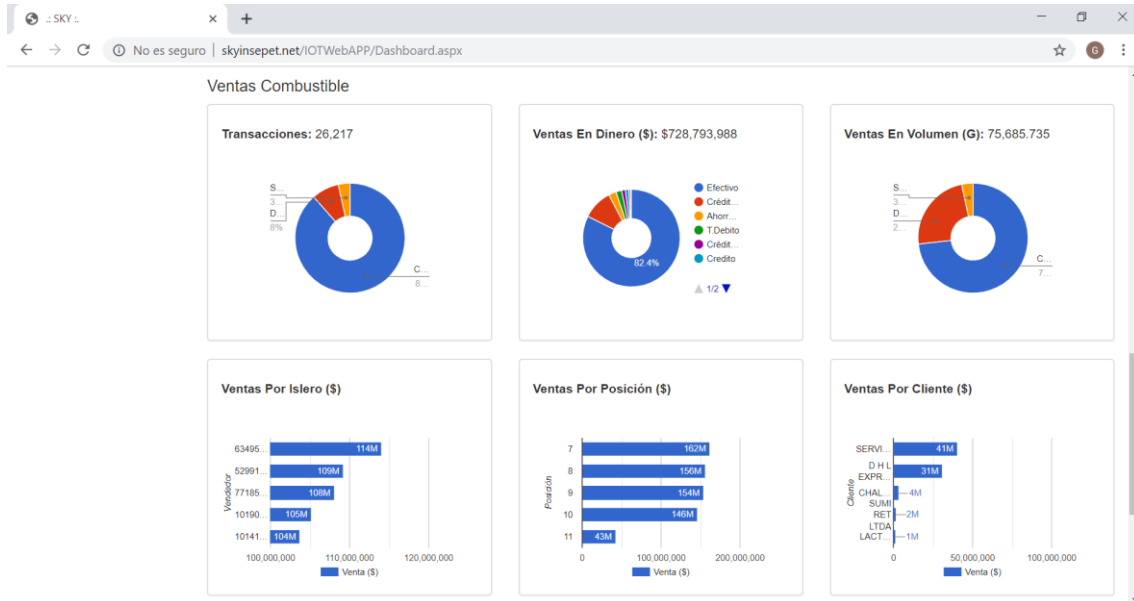 .: SKY :.
No es seguro | skyinsepet.net/IOTWebAPP/Dashboard.aspx
G
Ventas Combustible
Transacciones: 26,217
S...
3...
D...
8%
C...
8...
Ventas En Dinero ($): $728,793,988
Efectivo
Crédit...
Ahorr...
T.Debito
Crédit...
Credito
82.4%
1/2
Ventas En Volumen (G): 75,685.735
S...
3...
D...
2...
C...
7...
Ventas Por Islero ($)
Vendedor
63495... 114M
52991... 109M
77185... 108M
10190... 105M
10141... 104M
100,000,000 110,000,000 120,000,000
Venta ($)
Ventas Por Posición ($)
Posición
7 162M
8 156M
9 154M
10 146M
11 43M
0 100,000,000 200,000,000
Venta ($)
Ventas Por Cliente ($)
Cliente
SERVI... 41M
D H L
EXPR... 31M
CHAL... 4M
SUMI
RET 2M
LTDA
LACT... 1M
0 50,000,000 100,000,000
Venta ($)